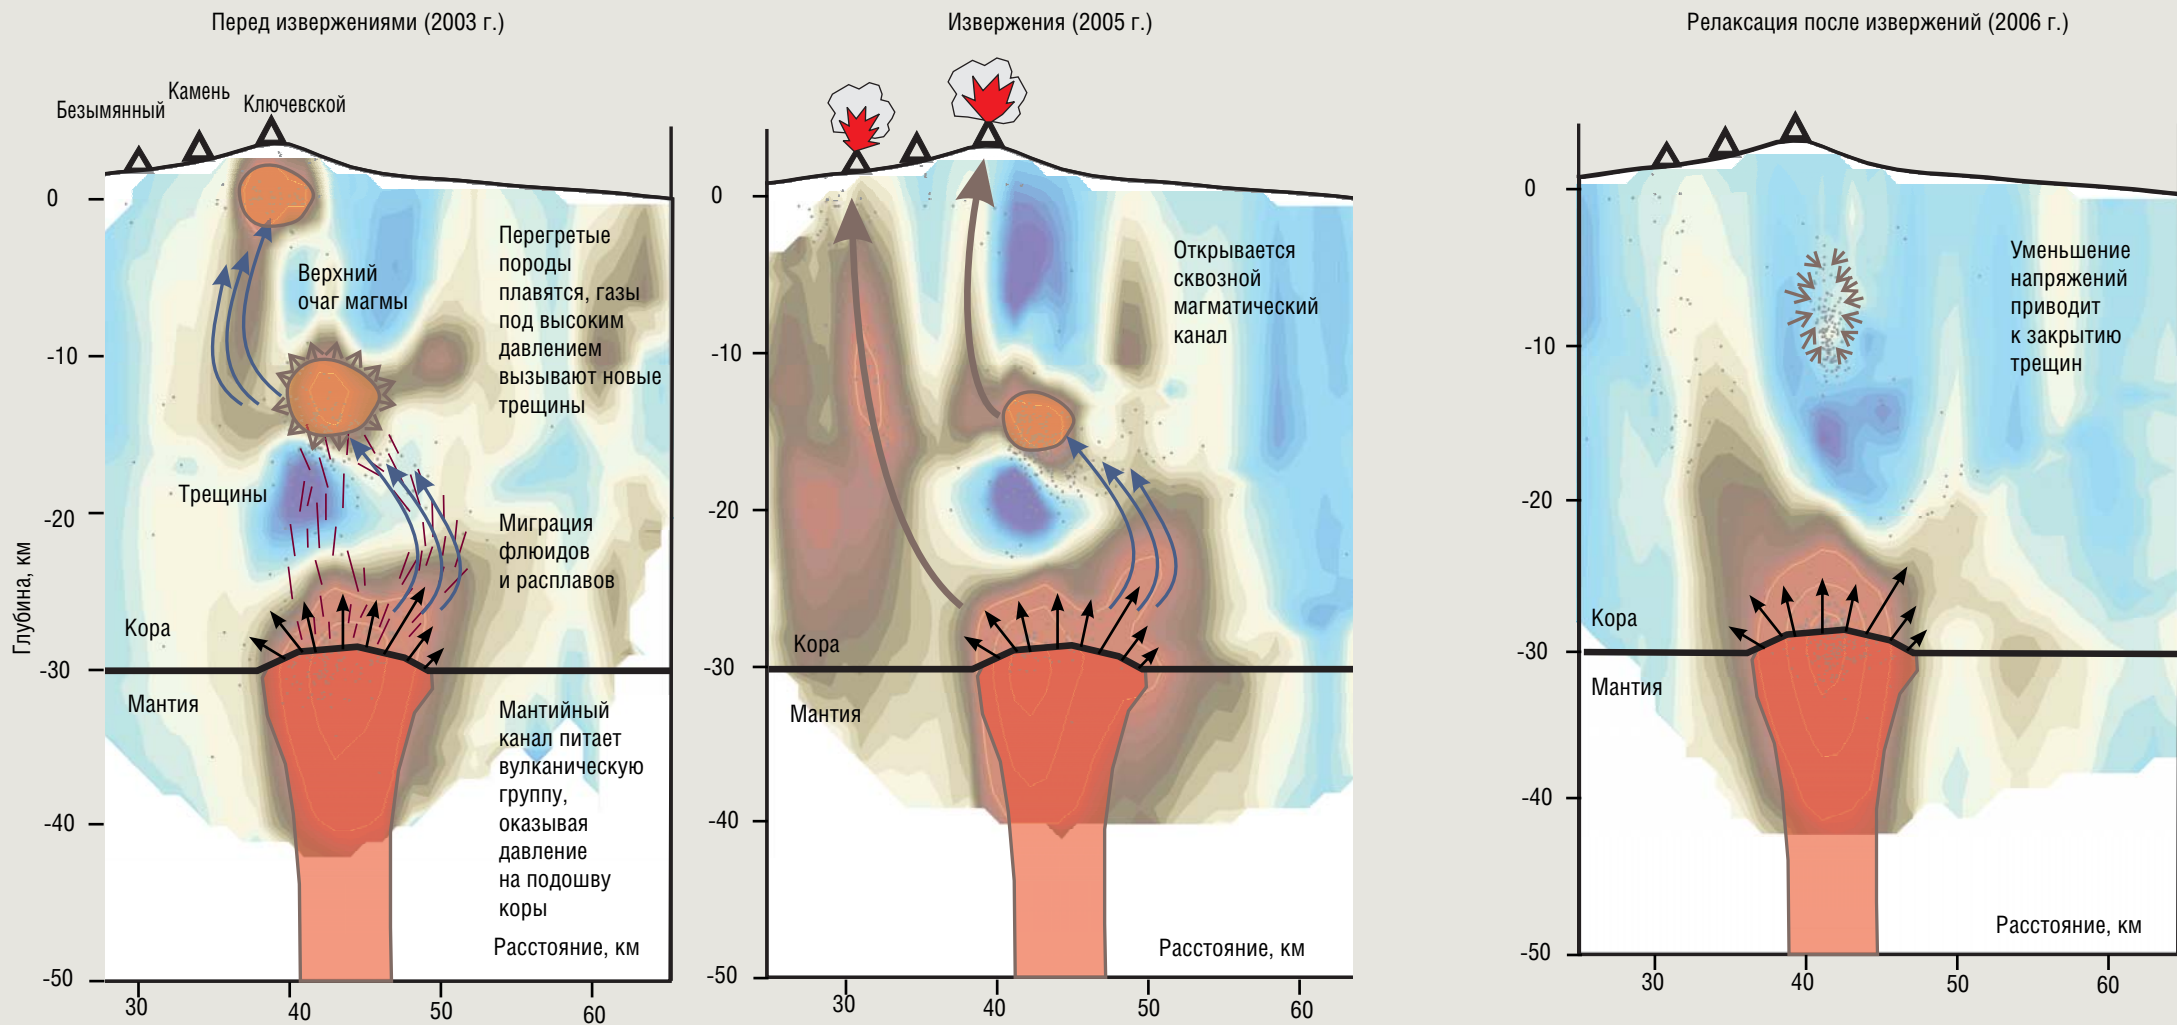 Перед извержениями (2003 г.)
Безымянный
Камень
Ключевской
Глубина, км
0
-10
-20
-30
-40
-50
Верхний
очаг магмы
Перегретые
породы
плавятся, газы
под высоким
давлением
вызывают новые
трещины
Трещины
Миграция
флюидов
и расплавов
Кора
Мантия
Мантийный
канал питает
вулканическую
группу,
оказывая
давление
на подошву
коры
Расстояние, км
30
40
50
60
Извержения (2005 г.)
0
-10
-20
-30
-40
-50
Открывается
сквозной
магматический
канал
Кора
Мантия
Расстояние, км
30
40
50
60
Релаксация после извержений (2006 г.)
0
-10
-20
-30
-40
-50
Уменьшение
напряжений
приводит
к закрытию
трещин
Кора
Мантия
Расстояние, км
30
40
50
60